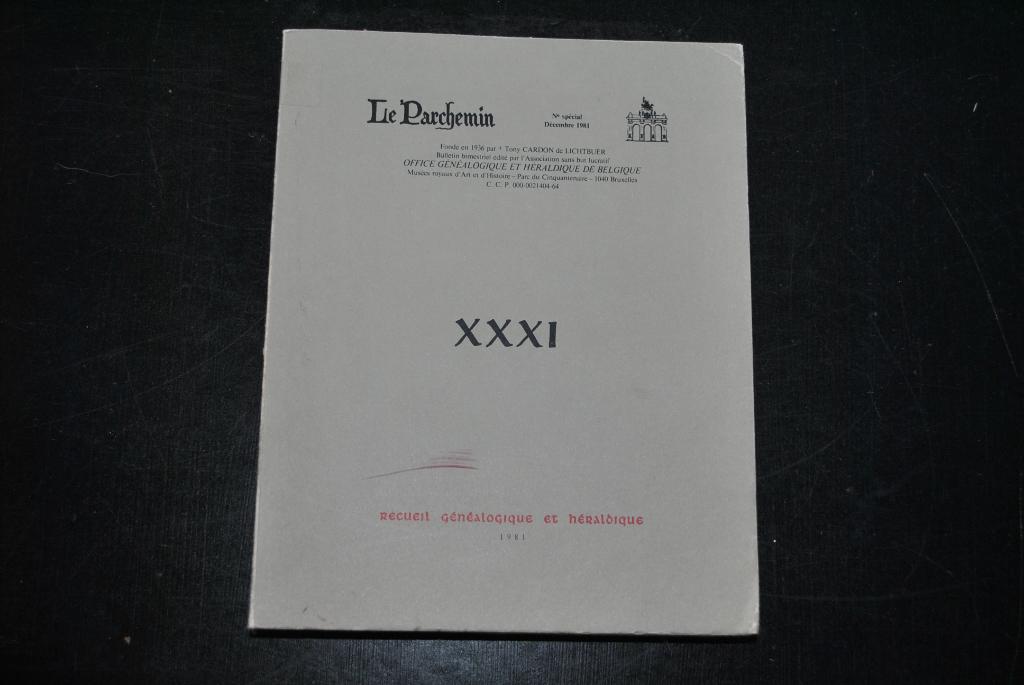 Le Parchemin
N° spécial
Décembre 1981
Fondé en 1936 par + Tony CARDON de LICHTBUER
Bulletin bimestriel édité par l'Association sans but lucratif
OFFICE GÉNÉALOGIQUE ET HÉRALDIQUE DE BELGIQUE
Musées royaux d'Art et d'Histoire – Parc du Cinquantenaire – 1040 Bruxelles
C. C. P. 000-0021404-64
XXXI
Recueil généalogique et héraldique
1981